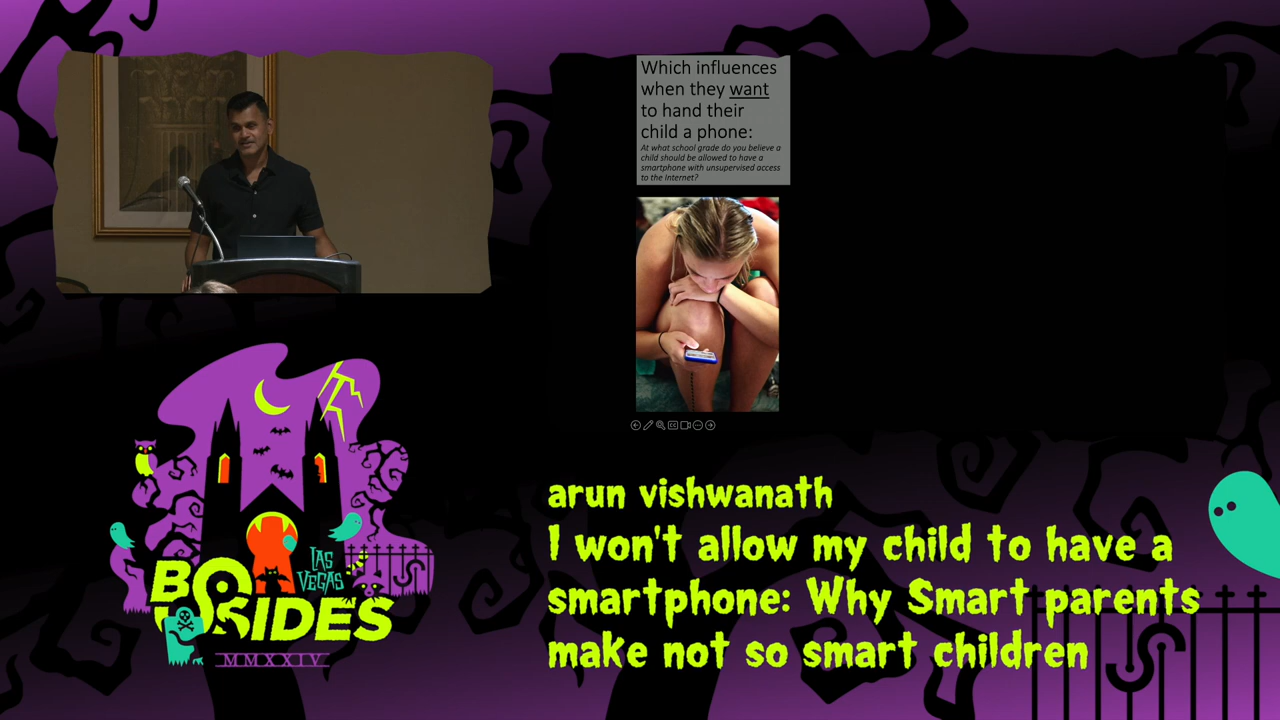 Which influences
when they want
to hand their
child a phone:
At what school grade do you believe a
child should be allowed to have a
smartphone with unsupervised access
to the Internet?
arun vishwanath
I won't allow my child to have a
smartphone: Why Smart parents
make not so smart children
LAS
VEGAS
BSIDES
MMXXIV